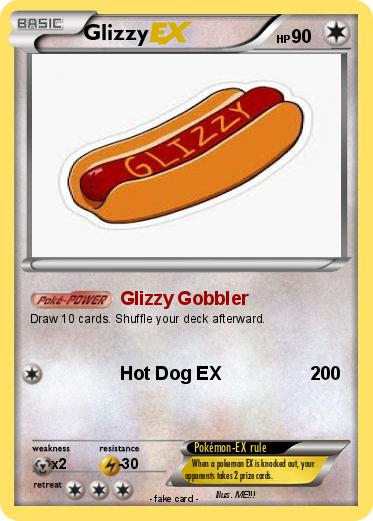 BASIC GlizzyEX HP90
GLIZZY
Poké-POWER Glizzy Gobbler
Draw 10 cards. Shuffle your deck afterward.
Hot Dog EX 200
weakness resistance
x2 -30
retreat
Pokémon-EX rule
When a pokemon EX is knocked out, your
opponents takes 2 prize cards.
- fake card - Illus. ME!!!